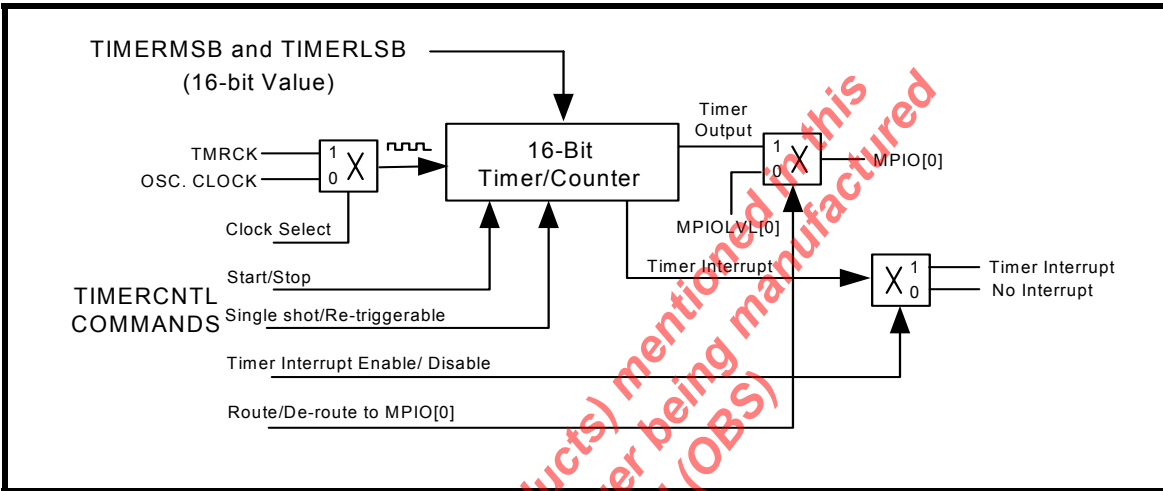 TIMERMSB and TIMERLSB
(16-bit Value)
Timer
Output
16-Bit
Timer/Counter
TMRCK
OSC. CLOCK
1
0
X
1
0
X
MPIO[0]
Clock Select
MPIOLVL[0]
Start/Stop
Timer Interrupt
X
1
0
Timer Interrupt
No Interrupt
TIMERCNTL
COMMANDS
Single shot/Re-triggerable
Timer Interrupt Enable/ Disable
Route/De-route to MPIO[0]
ucts) mentioned in this
er being manufactured
(OBS)